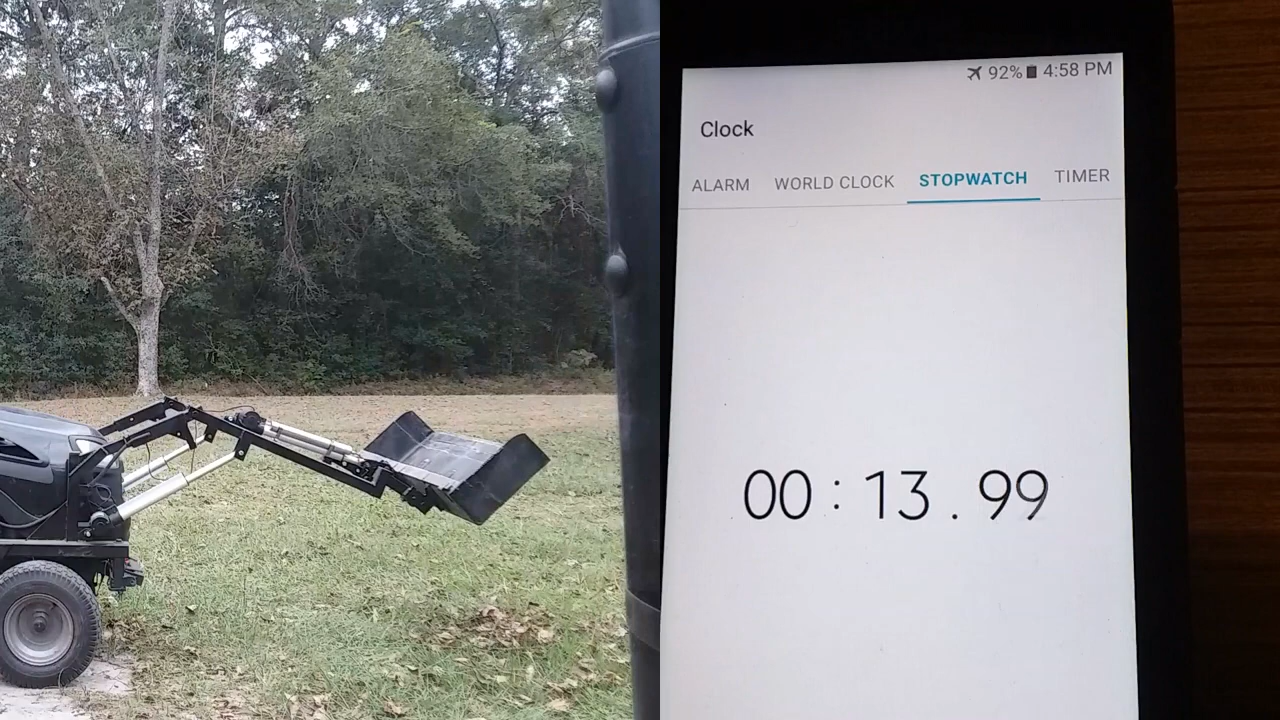 92% 4:58 PM
Clock
ALARM WORLD CLOCK STOPWATCH TIMER
00 : 13 . 99